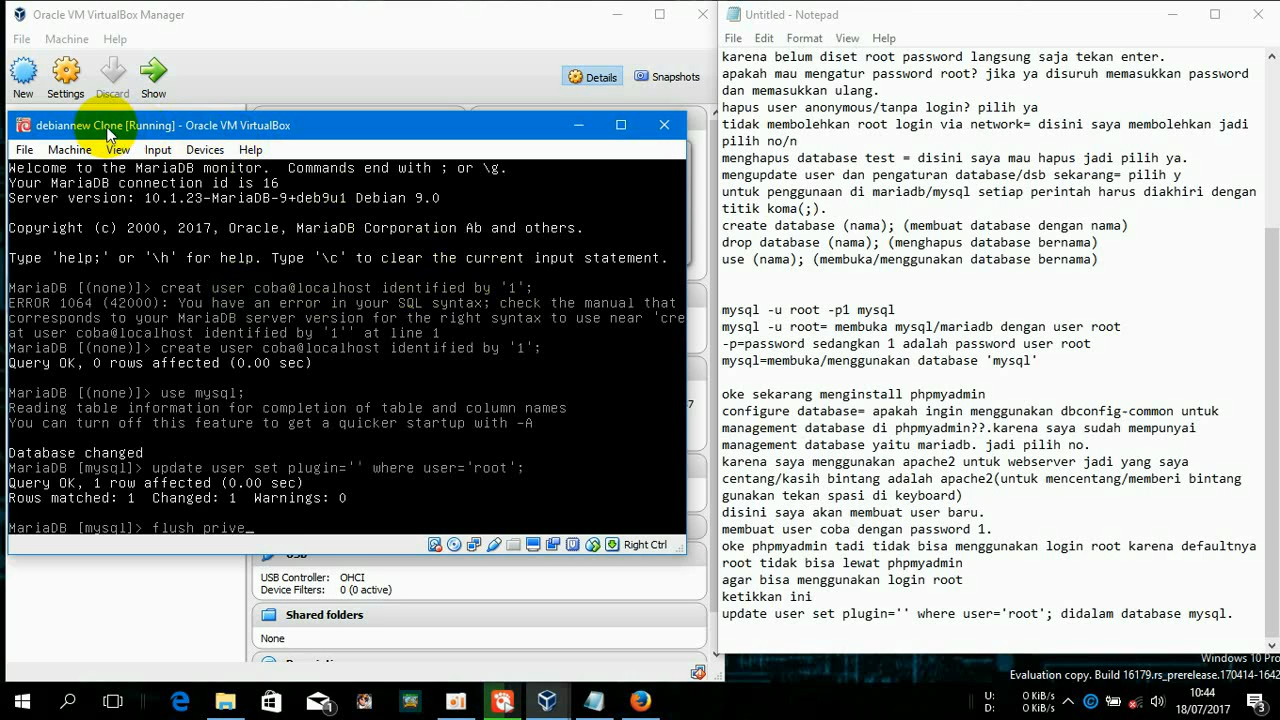 Oracle VM VirtualBox Manager
File Machine Help
New Settings Discard Show
Details Snapshots
debiannew Clone [Running] - Oracle VM VirtualBox
File Machine View Input Devices Help
Welcome to the MariaDB monitor.  Commands end with ; or \g.
Your MariaDB connection id is 16
Server version: 10.1.23-MariaDB-9+deb9u1 Debian 9.0
Copyright (c) 2000, 2017, Oracle, MariaDB Corporation Ab and others.
Type 'help;' or '\h' for help. Type '\c' to clear the current input statement.
MariaDB [(none)]> creat user coba@localhost identified by '1';
ERROR 1064 (42000): You have an error in your SQL syntax; check the manual that
corresponds to your MariaDB server version for the right syntax to use near 'cre
at user coba@localhost identified by '1'' at line 1
MariaDB [(none)]> create user coba@localhost identified by '1';
Query OK, 0 rows affected (0.00 sec)
MariaDB [(none)]> use mysql;
Reading table information for completion of table and column names
You can turn off this feature to get a quicker startup with -A
Database changed
MariaDB [mysql]> update user set plugin='' where user='root';
Query OK, 1 row affected (0.00 sec)
Rows matched: 1  Changed: 1  Warnings: 0
MariaDB [mysql]> flush prive_
Right Ctrl
USB Controller: OHCI
Device Filters: 0 (0 active)
Shared folders
None
Untitled - Notepad
File Edit Format View Help
karena belum diset root password langsung saja tekan enter.
apakah mau mengatur password root? jika ya disuruh memasukkan password
dan memasukkan ulang.
hapus user anonymous/tanpa login? pilih ya
tidak membolehkan root login via network= disini saya membolehkan jadi
pilih no/n
menghapus database test = disini saya mau hapus jadi pilih ya.
mengupdate user dan pengaturan database/dsb sekarang= pilih y
untuk penggunaan di mariadb/mysql setiap perintah harus diakhiri dengan
titik koma(;).
create database (nama); (membuat database dengan nama)
drop database (nama); (menghapus database bernama)
use (nama); (membuka/menggunakan database bernama)
mysql -u root -p1 mysql
mysql -u root= membuka mysql/mariadb dengan user root
-p=password sedangkan 1 adalah password user root
mysql=membuka/menggunakan database 'mysql'
oke sekarang menginstall phpmyadmin
configure database= apakah ingin menggunakan dbconfig-common untuk
management database di phpmyadmin??.karena saya sudah mempunyai
management database yaitu mariadb. jadi pilih no.
karena saya menggunakan apache2 untuk webserver jadi yang saya
centang/kasih bintang adalah apache2(untuk mencentang/memberi bintang
gunakan tekan spasi di keyboard)
disini saya akan membuat user baru.
membuat user coba dengan password 1.
oke phpmyadmin tadi tidak bisa menggunakan login root karena defaultnya
root tidak bisa lewat phpmyadmin
agar bisa menggunakan login root
ketikkan ini
update user set plugin='' where user='root'; didalam database mysql.
Windows 10 Pro
Evaluation copy. Build 16179.rs_prerelease.170414-1642
U: 0 KiB/s
D: 0 KiB/s
10:44
18/07/2017